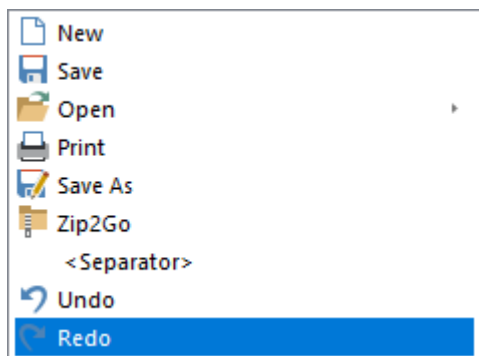 New
Save
Open
Print
Save As
Zip2Go
<Separator>
Undo
Redo